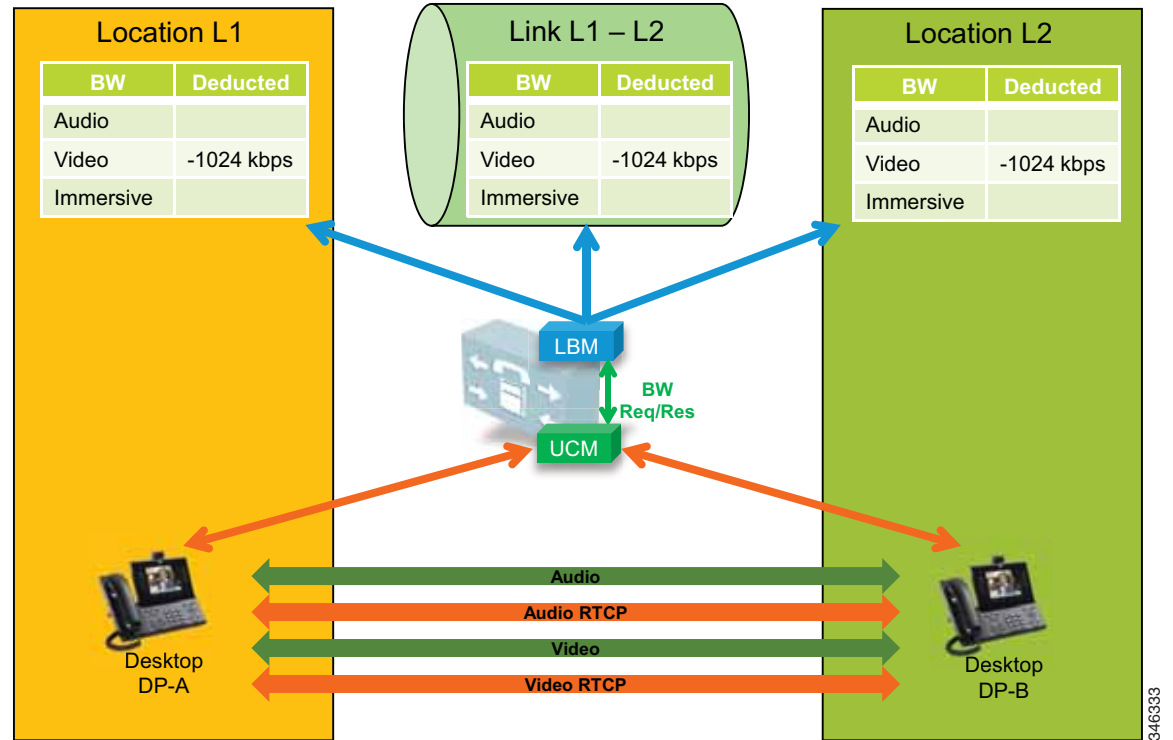 Location L1
BW Deducted
Audio
Video -1024 kbps
Immersive
Link L1 – L2
BW Deducted
Audio
Video -1024 kbps
Immersive
Location L2
BW Deducted
Audio
Video -1024 kbps
Immersive
LBM
BW
Req/Res
UCM
Audio
Audio RTCP
Video
Video RTCP
Desktop
DP-A
Desktop
DP-B
346333